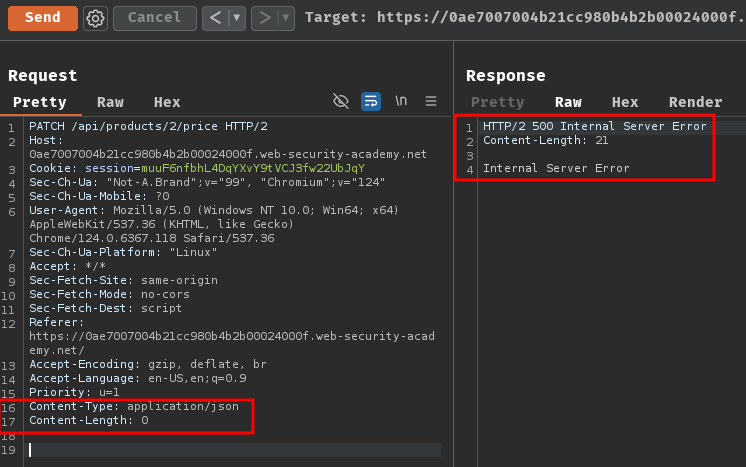 Send Cancel < > Target: https://0ae7007004b21cc980b4b2b00024000f.
Request
Pretty Raw Hex \n
1 PATCH /api/products/2/price HTTP/2
2 Host:
0ae7007004b21cc980b4b2b00024000f.web-security-academy.net
3 Cookie: session=muuF6nfbhL4DqYXvY9tVCJ3fw22UbJqY
4 Sec-Ch-Ua: "Not-A.Brand";v="99", "Chromium";v="124"
5 Sec-Ch-Ua-Mobile: ?0
6 User-Agent: Mozilla/5.0 (Windows NT 10.0; Win64; x64)
AppleWebKit/537.36 (KHTML, like Gecko)
Chrome/124.0.6367.118 Safari/537.36
7 Sec-Ch-Ua-Platform: "Linux"
8 Accept: */*
9 Sec-Fetch-Site: same-origin
10 Sec-Fetch-Mode: no-cors
11 Sec-Fetch-Dest: script
12 Referer:
https://0ae7007004b21cc980b4b2b00024000f.web-security-acad
emy.net/
13 Accept-Encoding: gzip, deflate, br
14 Accept-Language: en-US,en;q=0.9
15 Priority: u=1
16 Content-Type: application/json
17 Content-Length: 0
18
19
Response
Pretty Raw Hex Render
1 HTTP/2 500 Internal Server Error
2 Content-Length: 21
3
4 Internal Server Error